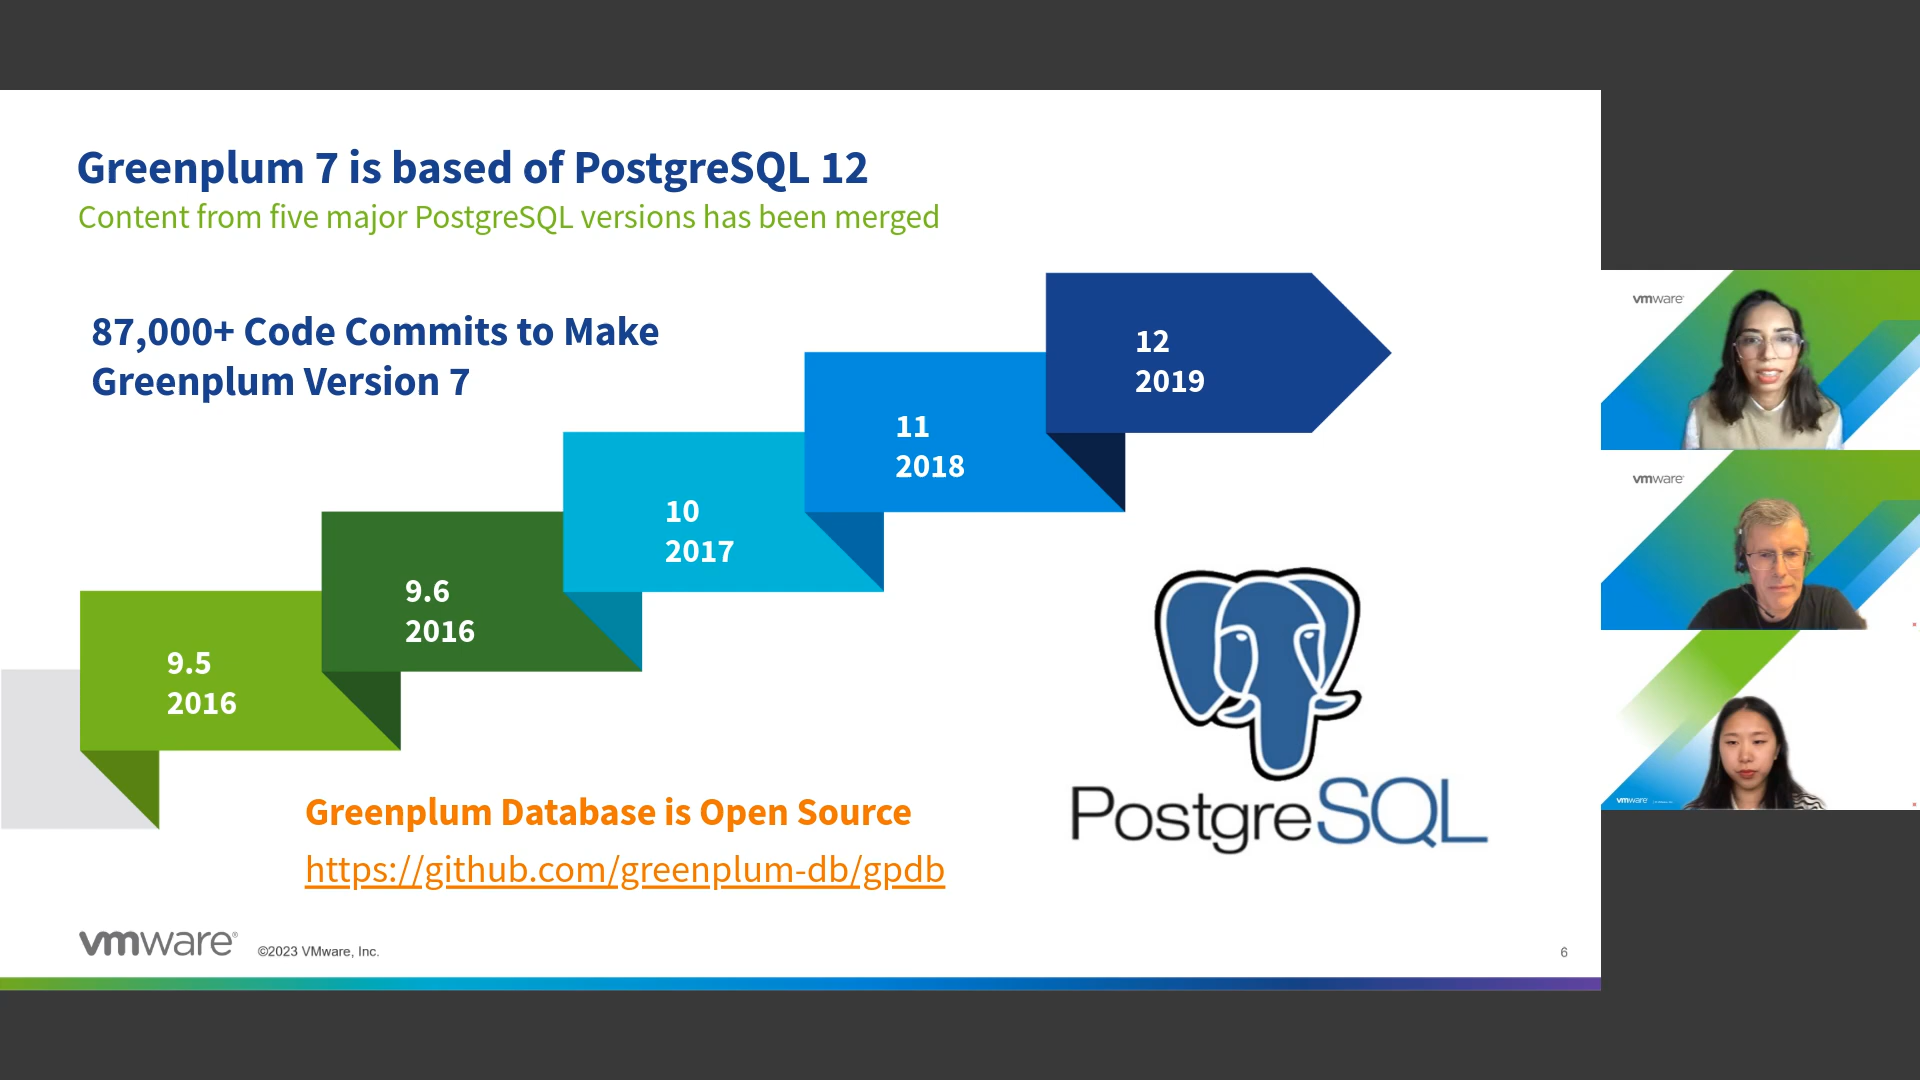 Greenplum 7 is based of PostgreSQL 12
Content from five major PostgreSQL versions has been merged
87,000+ Code Commits to Make
Greenplum Version 7
9.5
2016
9.6
2016
10
2017
11
2018
12
2019
PostgreSQL
Greenplum Database is Open Source
https://github.com/greenplum-db/gpdb
vmware®
©2023 VMware, Inc.
6
vmware
vmware
vmware